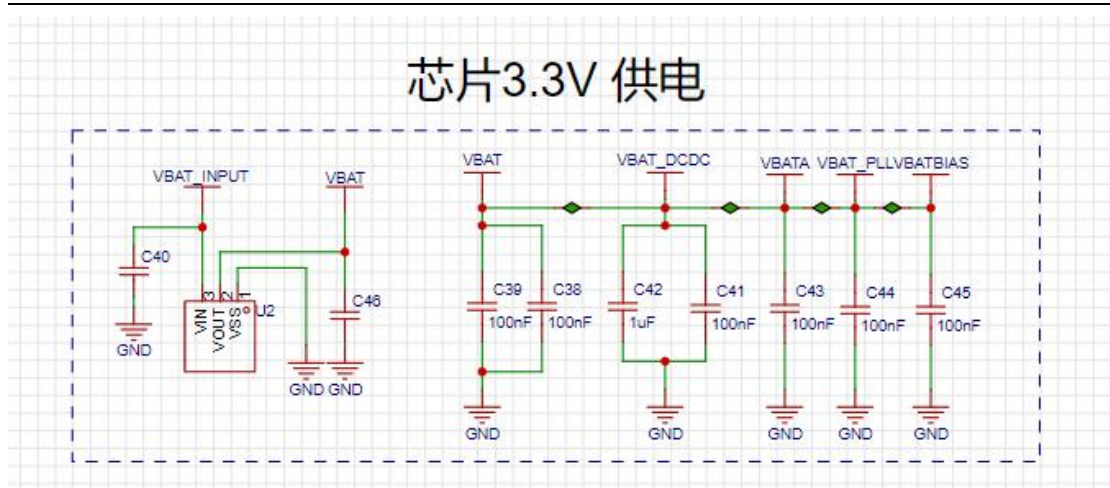 芯片3.3V 供电
VBAT_INPUT
VBAT
VBAT
VBAT_DCDC
VBATA
VBAT_PLL
VBATBIAS
C40
3
2
1
U2
VIN
VOUT
VSS
C46
GND
GND
GND
C39
100nF
C38
100nF
C42
1uF
C41
100nF
C43
100nF
C44
100nF
C45
100nF
GND
GND
GND
GND
GND